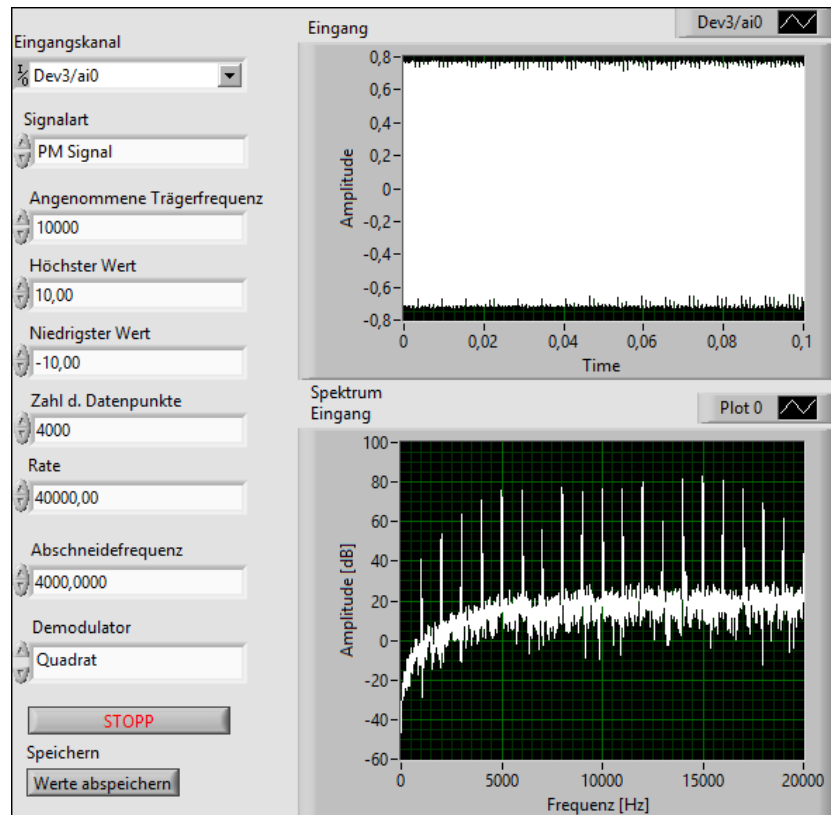 Eingangskanal
I/O Dev3/ai0
Signalart
PM Signal
Angenommene Trägerfrequenz
10000
Höchster Wert
10,00
Niedrigster Wert
-10,00
Zahl d. Datenpunkte
4000
Rate
40000,00
Abschneidefrequenz
4000,0000
Demodulator
Quadrat
STOPP
Speichern
Werte abspeichern
Eingang
Dev3/ai0
Amplitude
0,8
0,6
0,4
0,2
0
-0,2
-0,4
-0,6
-0,8
0 0,02 0,04 0,06 0,08 0,1
Time
Spektrum
Eingang
Plot 0
Amplitude [dB]
100
80
60
40
20
0
-20
-40
-60
0 5000 10000 15000 20000
Frequenz [Hz]